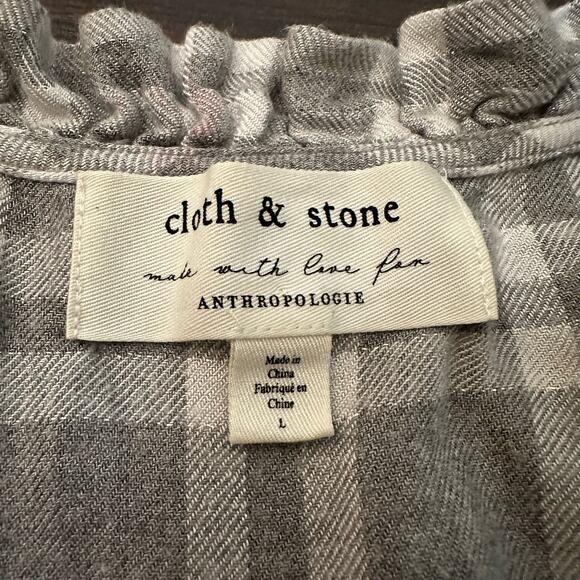 cloth & stone
made with love for
ANTHROPOLOGIE
Made in
China
Fabriqué en
Chine
L